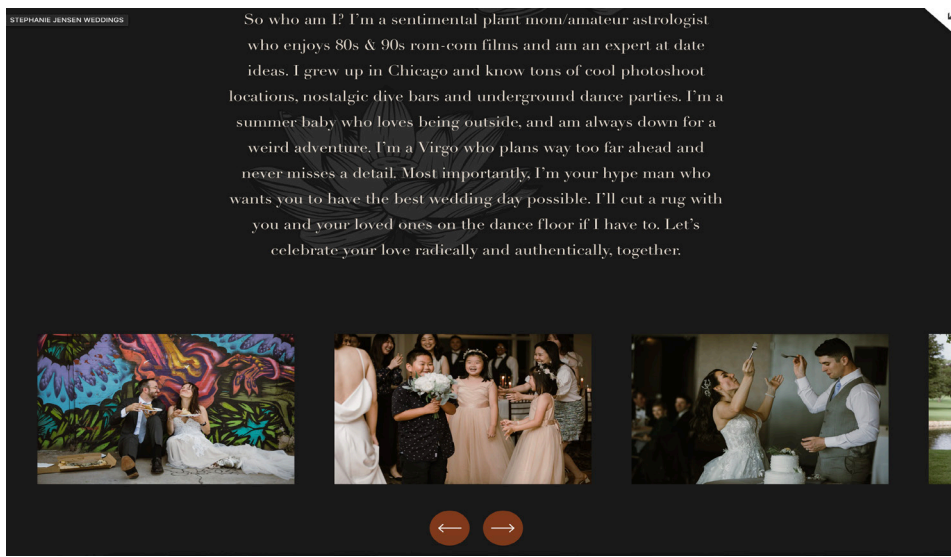 STEPHANIE JENSEN WEDDINGS
So who am I? I'm a sentimental plant mom/amateur astrologist
who enjoys 80s & 90s rom-com films and am an expert at date
ideas. I grew up in Chicago and know tons of cool photoshoot
locations, nostalgic dive bars and underground dance parties. I'm a
summer baby who loves being outside, and am always down for a
weird adventure. I'm a Virgo who plans way too far ahead and
never misses a detail. Most importantly, I'm your hype man who
wants you to have the best wedding day possible. I'll cut a rug with
you and your loved ones on the dance floor if I have to. Let's
celebrate your love radically and authentically, together.